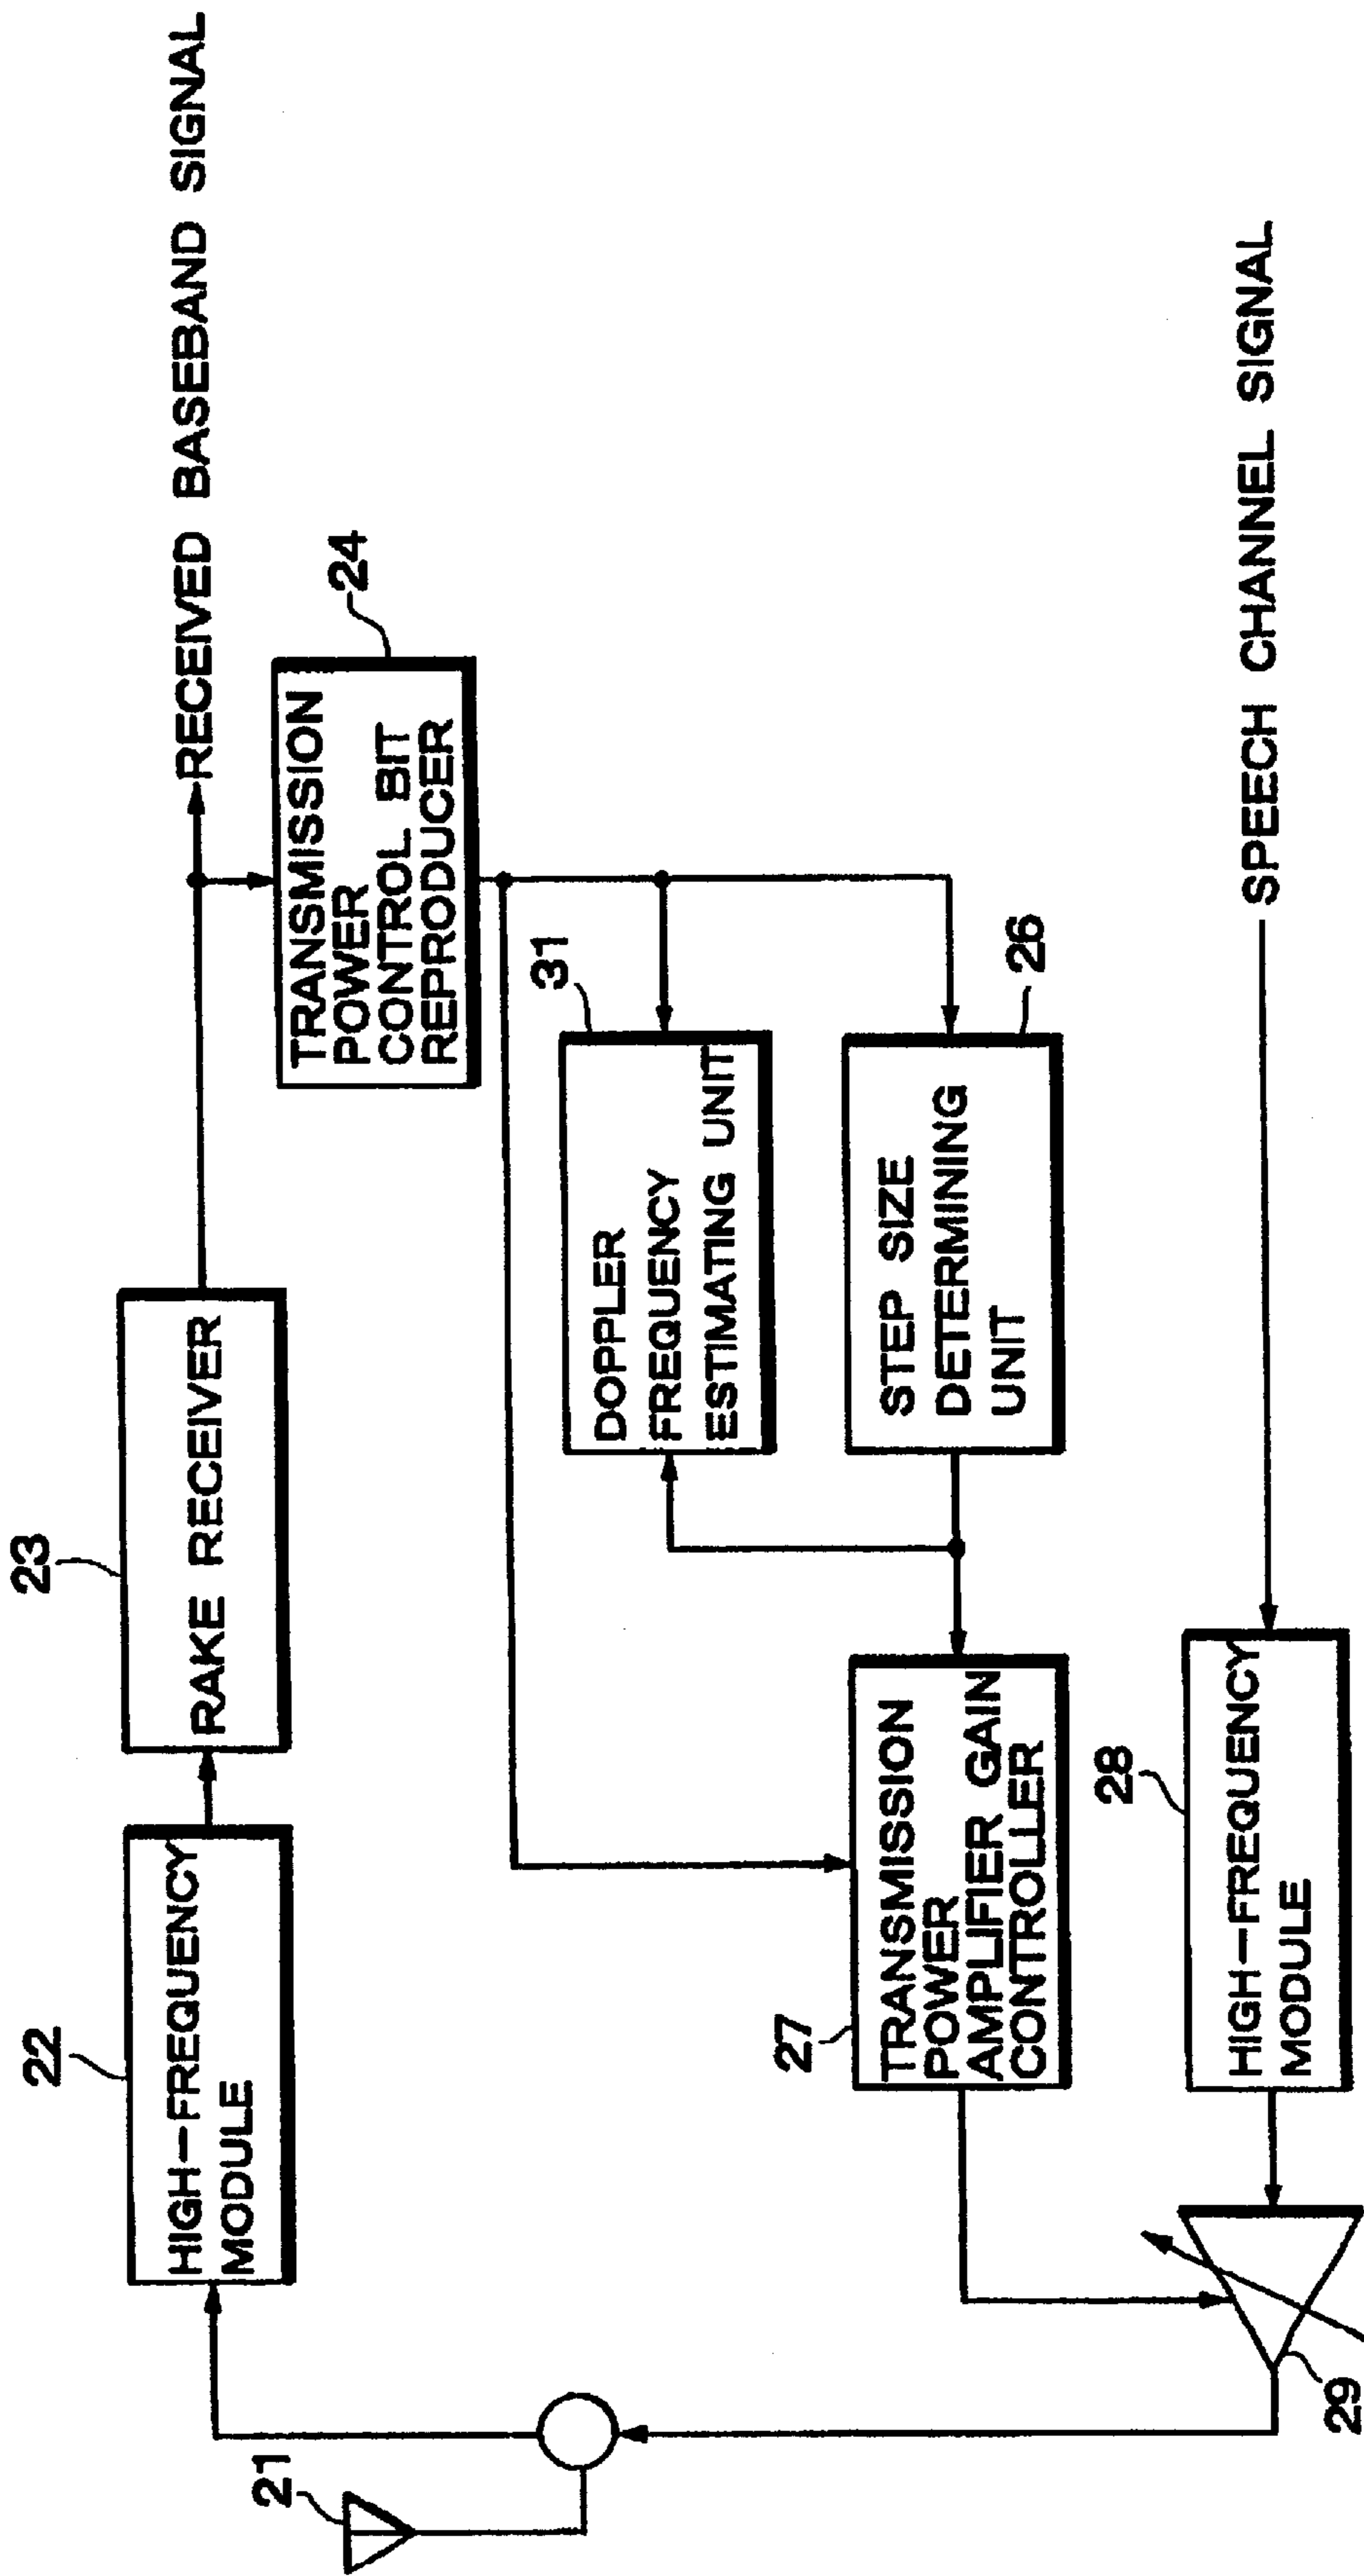 21
22
HIGH-FREQUENCY
MODULE
23
RAKE RECEIVER
RECEIVED BASEBAND SIGNAL
24
TRANSMISSION
POWER
CONTROL BIT
REPRODUCER
31
DOPPLER
FREQUENCY
ESTIMATING UNIT
26
STEP SIZE
DETERMINING
UNIT
27
TRANSMISSION
POWER
AMPLIFIER GAIN
CONTROLLER
28
HIGH-FREQUENCY
MODULE
SPEECH CHANNEL SIGNAL
29